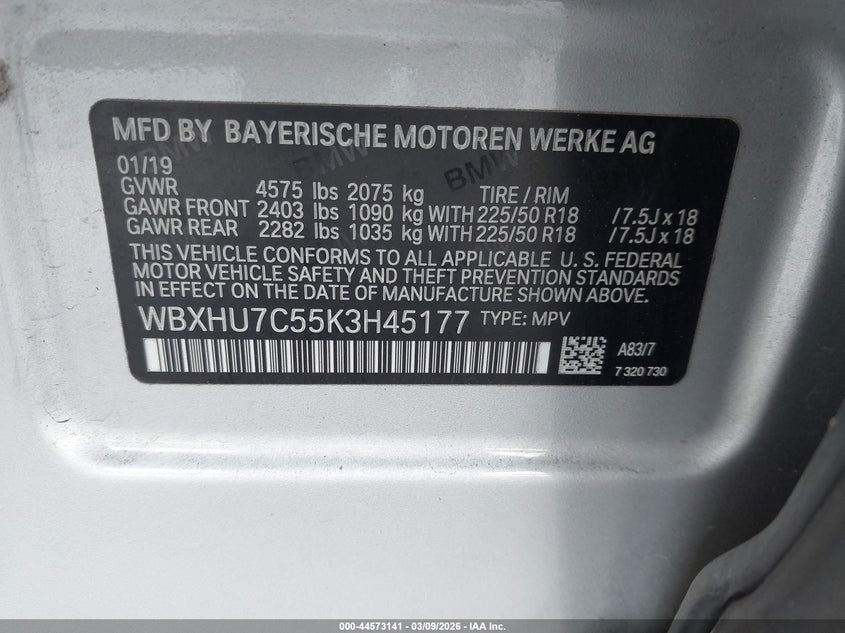 MFD BY BAYERISCHE MOTOREN WERKE AG
01/19
GVWR 4575 lbs 2075 kg TIRE / RIM
GAWR FRONT 2403 lbs 1090 kg WITH 225/50 R18 / 7.5J x 18
GAWR REAR 2282 lbs 1035 kg WITH 225/50 R18 / 7.5J x 18
THIS VEHICLE CONFORMS TO ALL APPLICABLE U. S. FEDERAL
MOTOR VEHICLE SAFETY AND THEFT PREVENTION STANDARDS
IN EFFECT ON THE DATE OF MANUFACTURE SHOWN ABOVE.
WBXHU7C55K3H45177 TYPE: MPV
A83/7
7 320 730
000-44573141 | 03/09/2026 - IAA Inc.